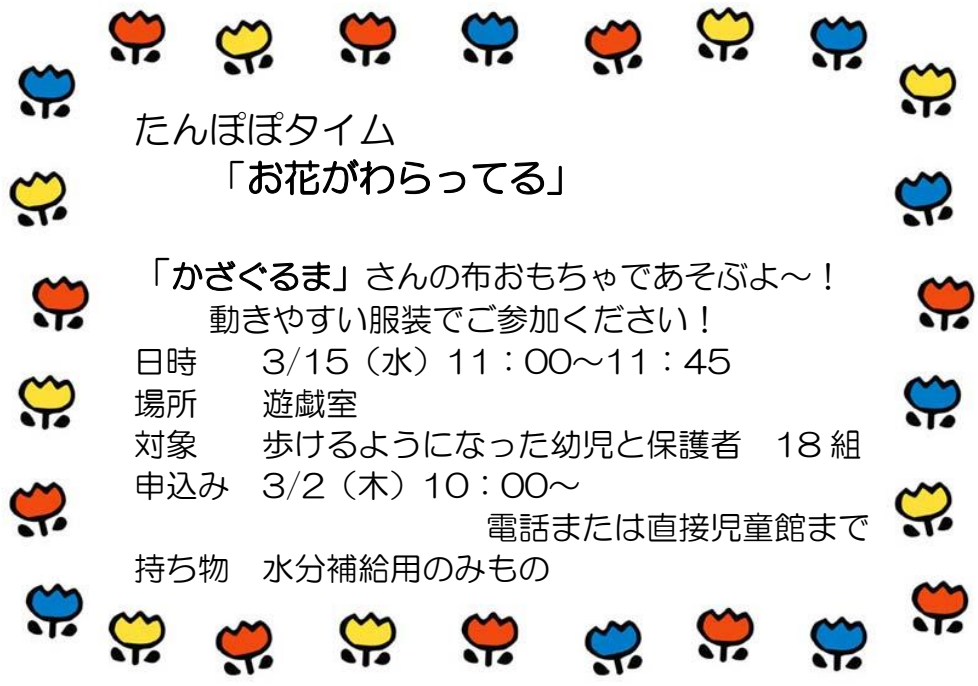 たんぽぽタイム
「お花がわらってる」
「かざぐるま」さんの布おもちゃであそぶよ～！
動きやすい服装でご参加ください！
日時　　3/15（水）11：00～11：45
場所　　遊戯室
対象　　歩けるようになった幼児と保護者　18組
申込み　3/2（木）10：00～
電話または直接児童館まで
持ち物　水分補給用のみもの